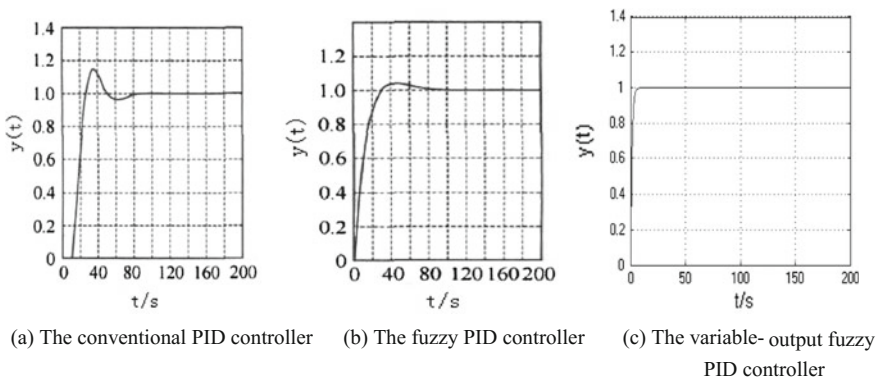 1.4
1.2
1.0
0.8
0.6
0.4
0.2
0
y(t)
0 40 80 120 160 200
t/s
(a) The conventional PID controller
1.2
1.0
0.8
0.6
0.4
0.2
0
y(t)
0 40 80 120 160 200
t/s
(b) The fuzzy PID controller
1.4
1.2
1
0.8
0.6
0.4
0.2
0
y(t)
0 50 100 150 200
t/s
(c) The variable- output fuzzy
PID controller